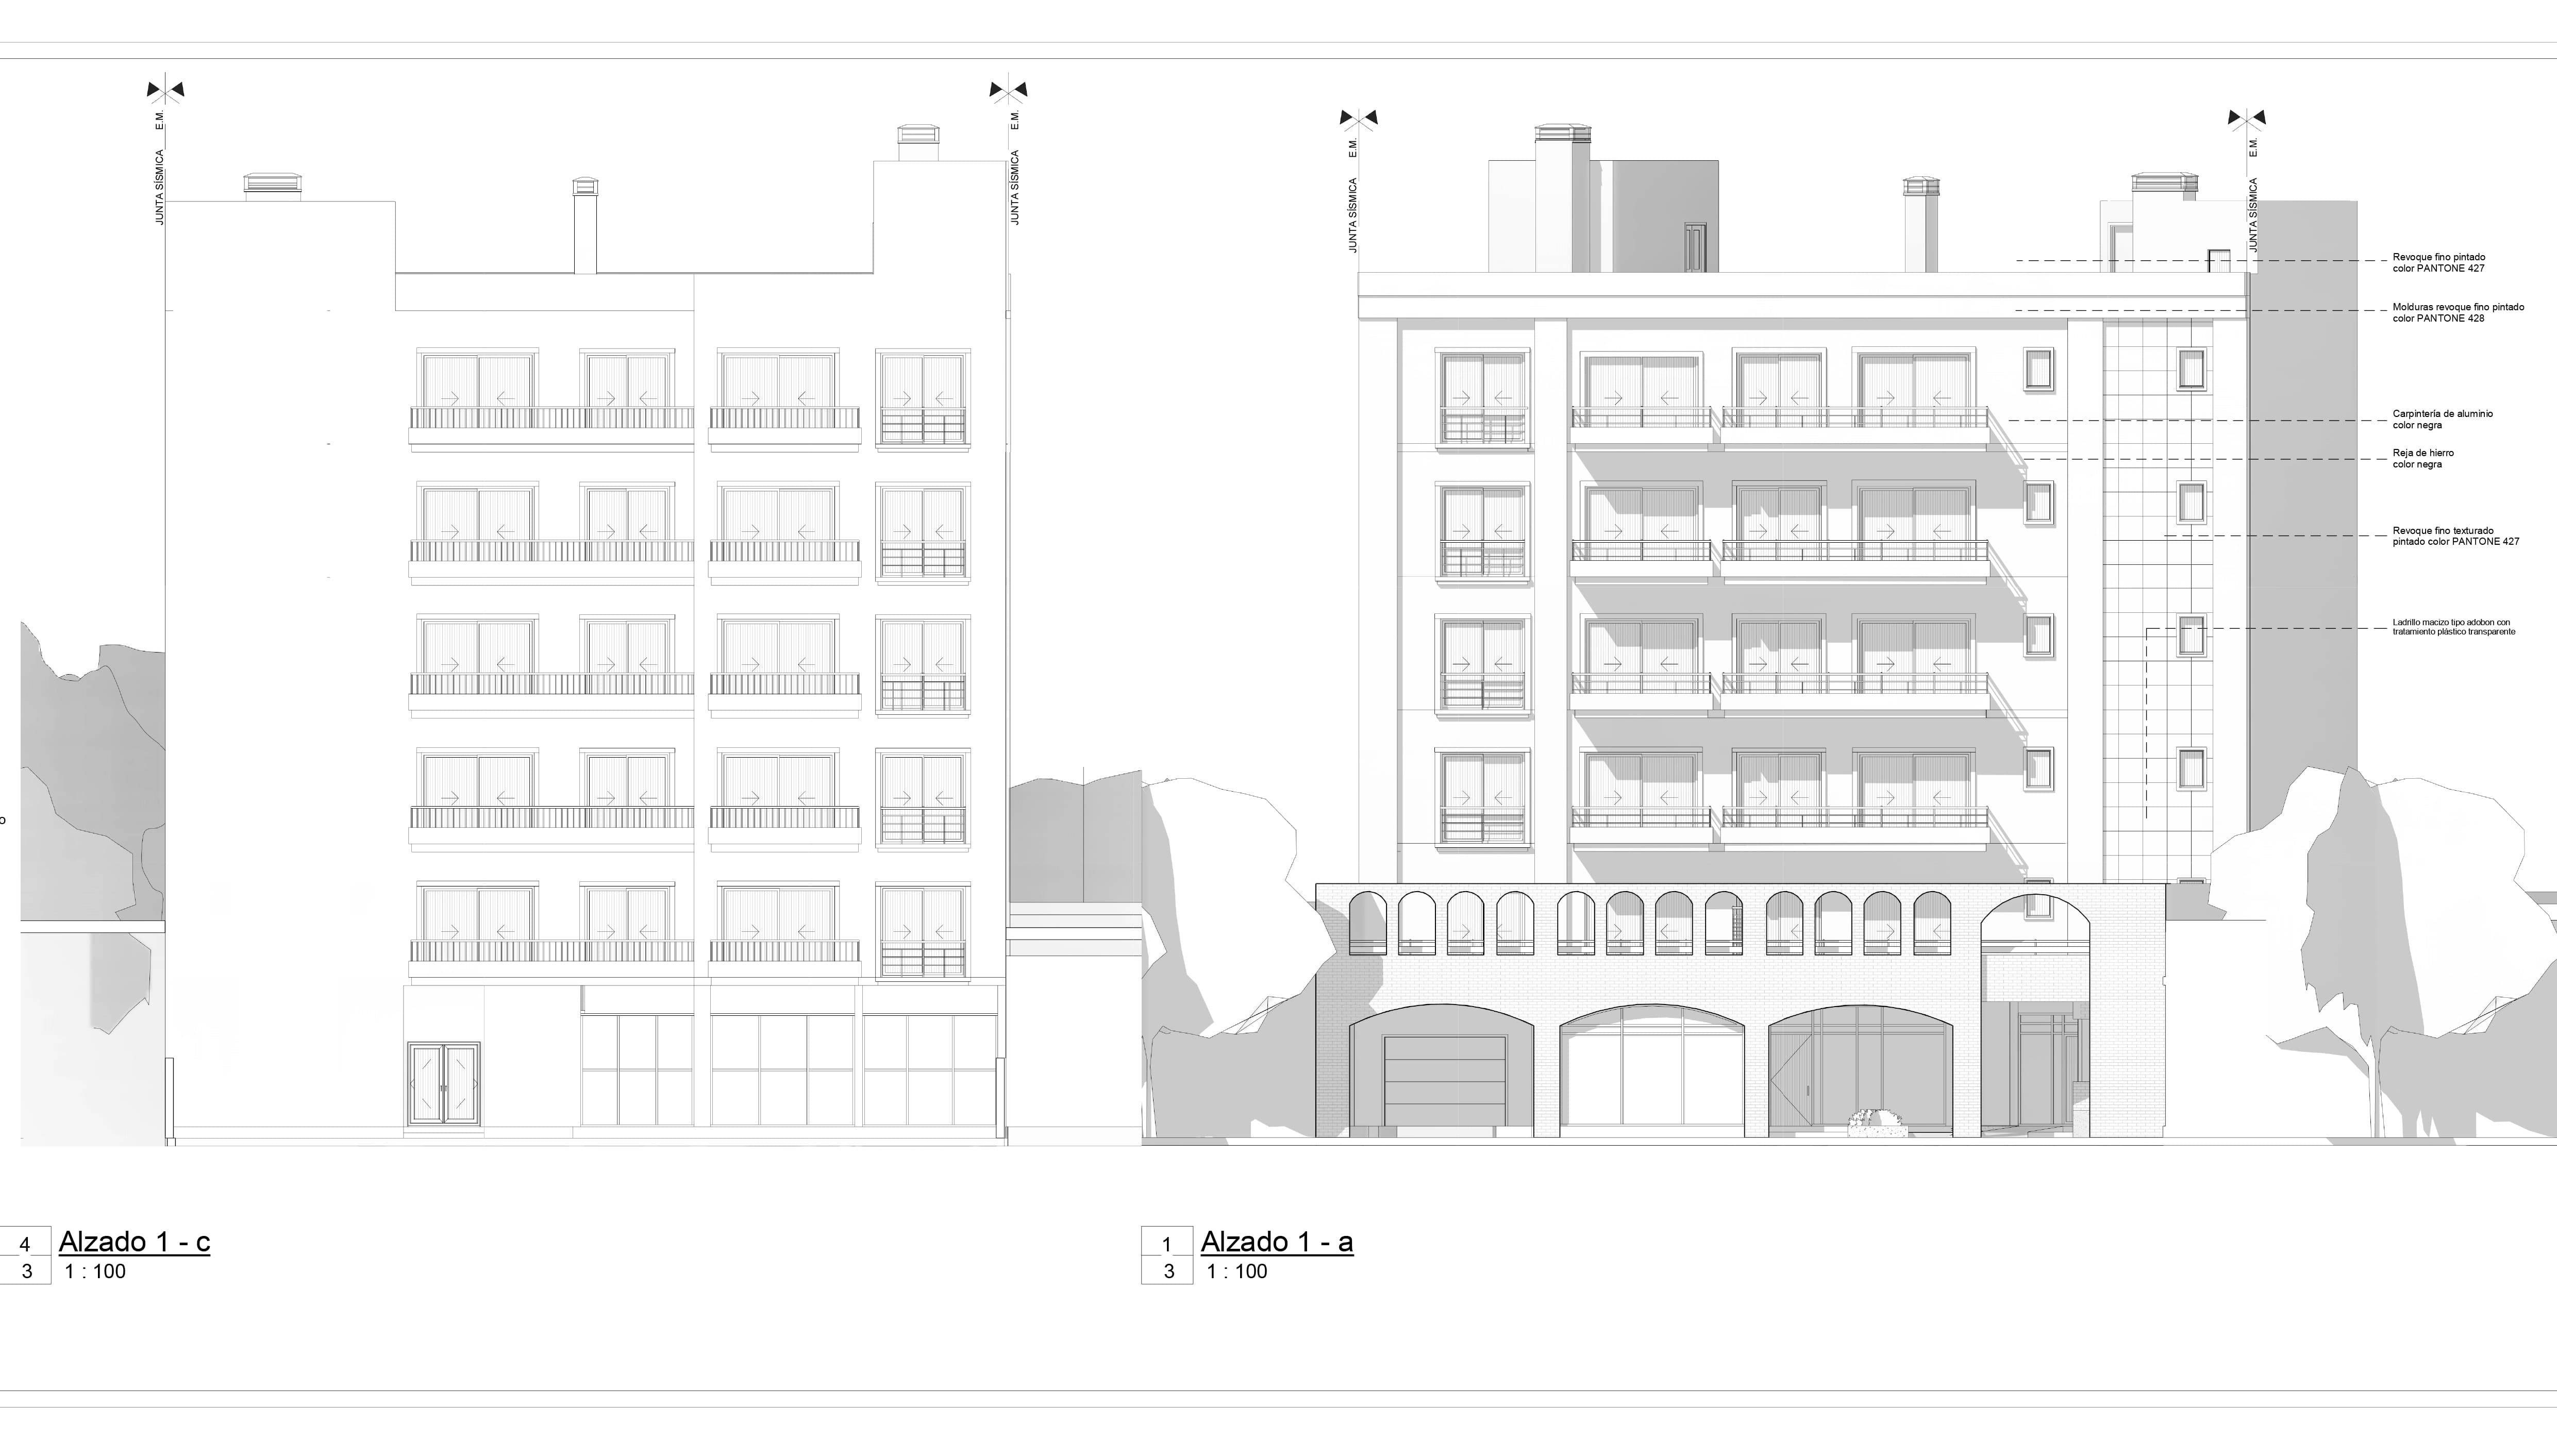 E.M.
JUNTA SÍSMICA
E.M.
JUNTA SÍSMICA
E.M.
JUNTA SÍSMICA
E.M.
JUNTA SÍSMICA
Revoque fino pintado
color PANTONE 427
Molduras revoque fino pintado
color PANTONE 428
Carpintería de aluminio
color negra
Reja de hierro
color negra
Revoque fino texturado
pintado color PANTONE 427
Ladrillo macizo tipo adobon con
tratamiento plástico transparente
o
4
3
Alzado 1 - c
1 : 100
1
3
Alzado 1 - a
1 : 100